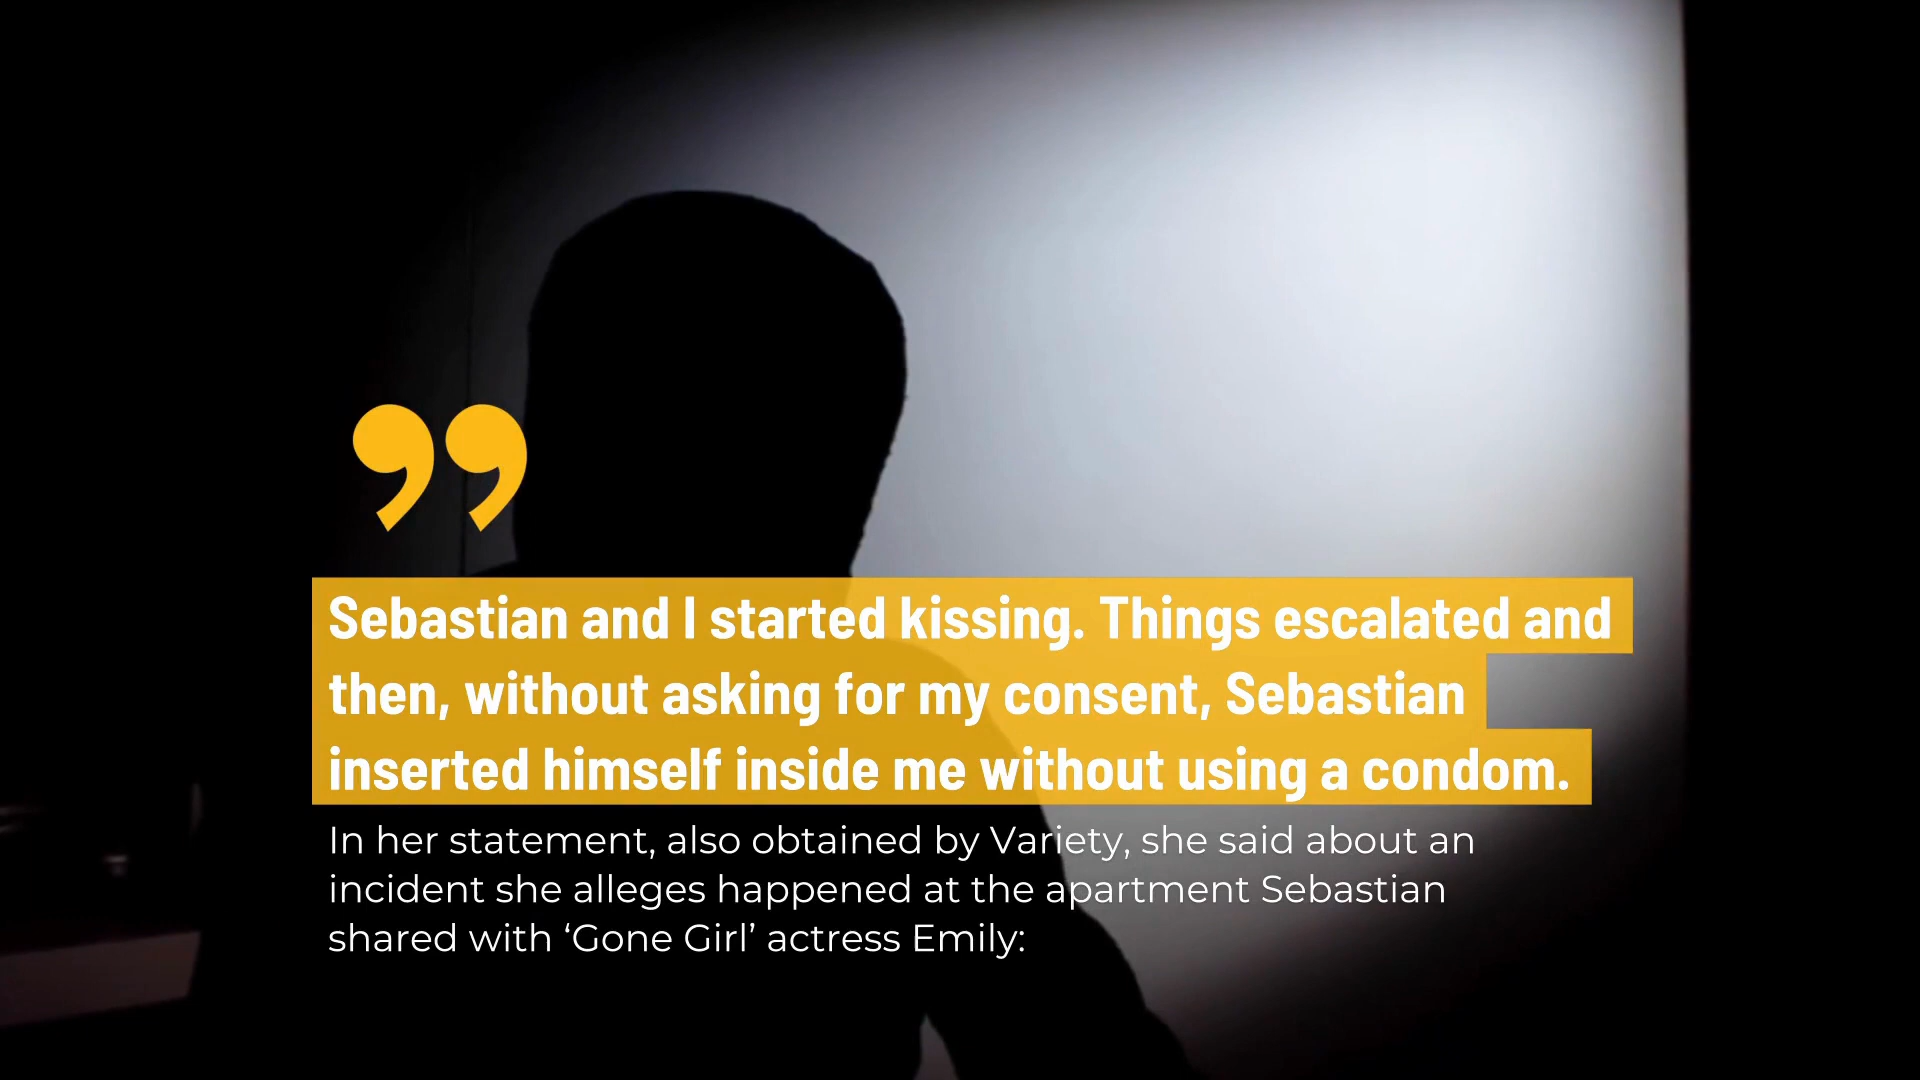 ”
Sebastian and I started kissing. Things escalated and
then, without asking for my consent, Sebastian
inserted himself inside me without using a condom.
In her statement, also obtained by Variety, she said about an
incident she alleges happened at the apartment Sebastian
shared with ‘Gone Girl’ actress Emily: